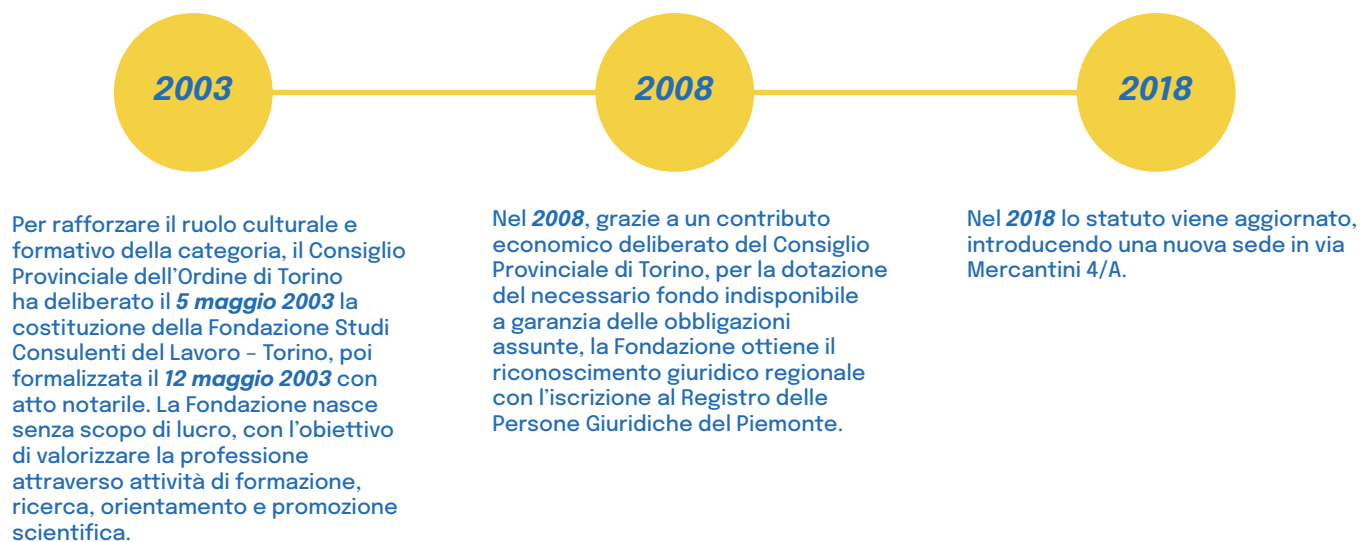 2003
2008
2018
Per rafforzare il ruolo culturale e
formativo della categoria, il Consiglio
Provinciale dell'Ordine di Torino
ha deliberato il 5 maggio 2003 la
costituzione della Fondazione Studi
Consulenti del Lavoro – Torino, poi
formalizzata il 12 maggio 2003 con
atto notarile. La Fondazione nasce
senza scopo di lucro, con l'obiettivo
di valorizzare la professione
attraverso attività di formazione,
ricerca, orientamento e promozione
scientifica.
Nel 2008, grazie a un contributo
economico deliberato del Consiglio
Provinciale di Torino, per la dotazione
del necessario fondo indisponibile
a garanzia delle obbligazioni
assunte, la Fondazione ottiene il
riconoscimento giuridico regionale
con l'iscrizione al Registro delle
Persone Giuridiche del Piemonte.
Nel 2018 lo statuto viene aggiornato,
introducendo una nuova sede in via
Mercantini 4/A.